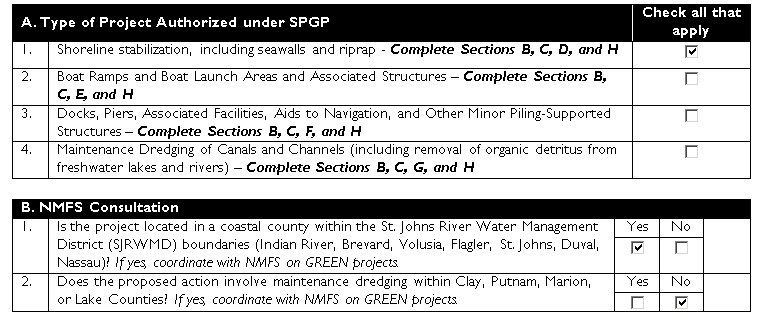 A. Type of Project Authorized under SPGP
Check all that
apply
1. Shoreline stabilization, including seawalls and riprap - Complete Sections B, C, D, and H
2. Boat Ramps and Boat Launch Areas and Associated Structures – Complete Sections B,
C, E, and H
3. Docks, Piers, Associated Facilities, Aids to Navigation, and Other Minor Piling-Supported
Structures – Complete Sections B, C, F, and H
4. Maintenance Dredging of Canals and Channels (including removal of organic detritus from
freshwater lakes and rivers) – Complete Sections B, C, G, and H
B. NMFS Consultation
1. Is the project located in a coastal county within the St. Johns River Water Management
District (SJRWMD) boundaries (Indian River, Brevard, Volusia, Flagler, St. Johns, Duval,
Nassau)? If yes, coordinate with NMFS on GREEN projects.
Yes No
2. Does the proposed action involve maintenance dredging within Clay, Putnam, Marion,
or Lake Counties? If yes, coordinate with NMFS on GREEN projects.
Yes No